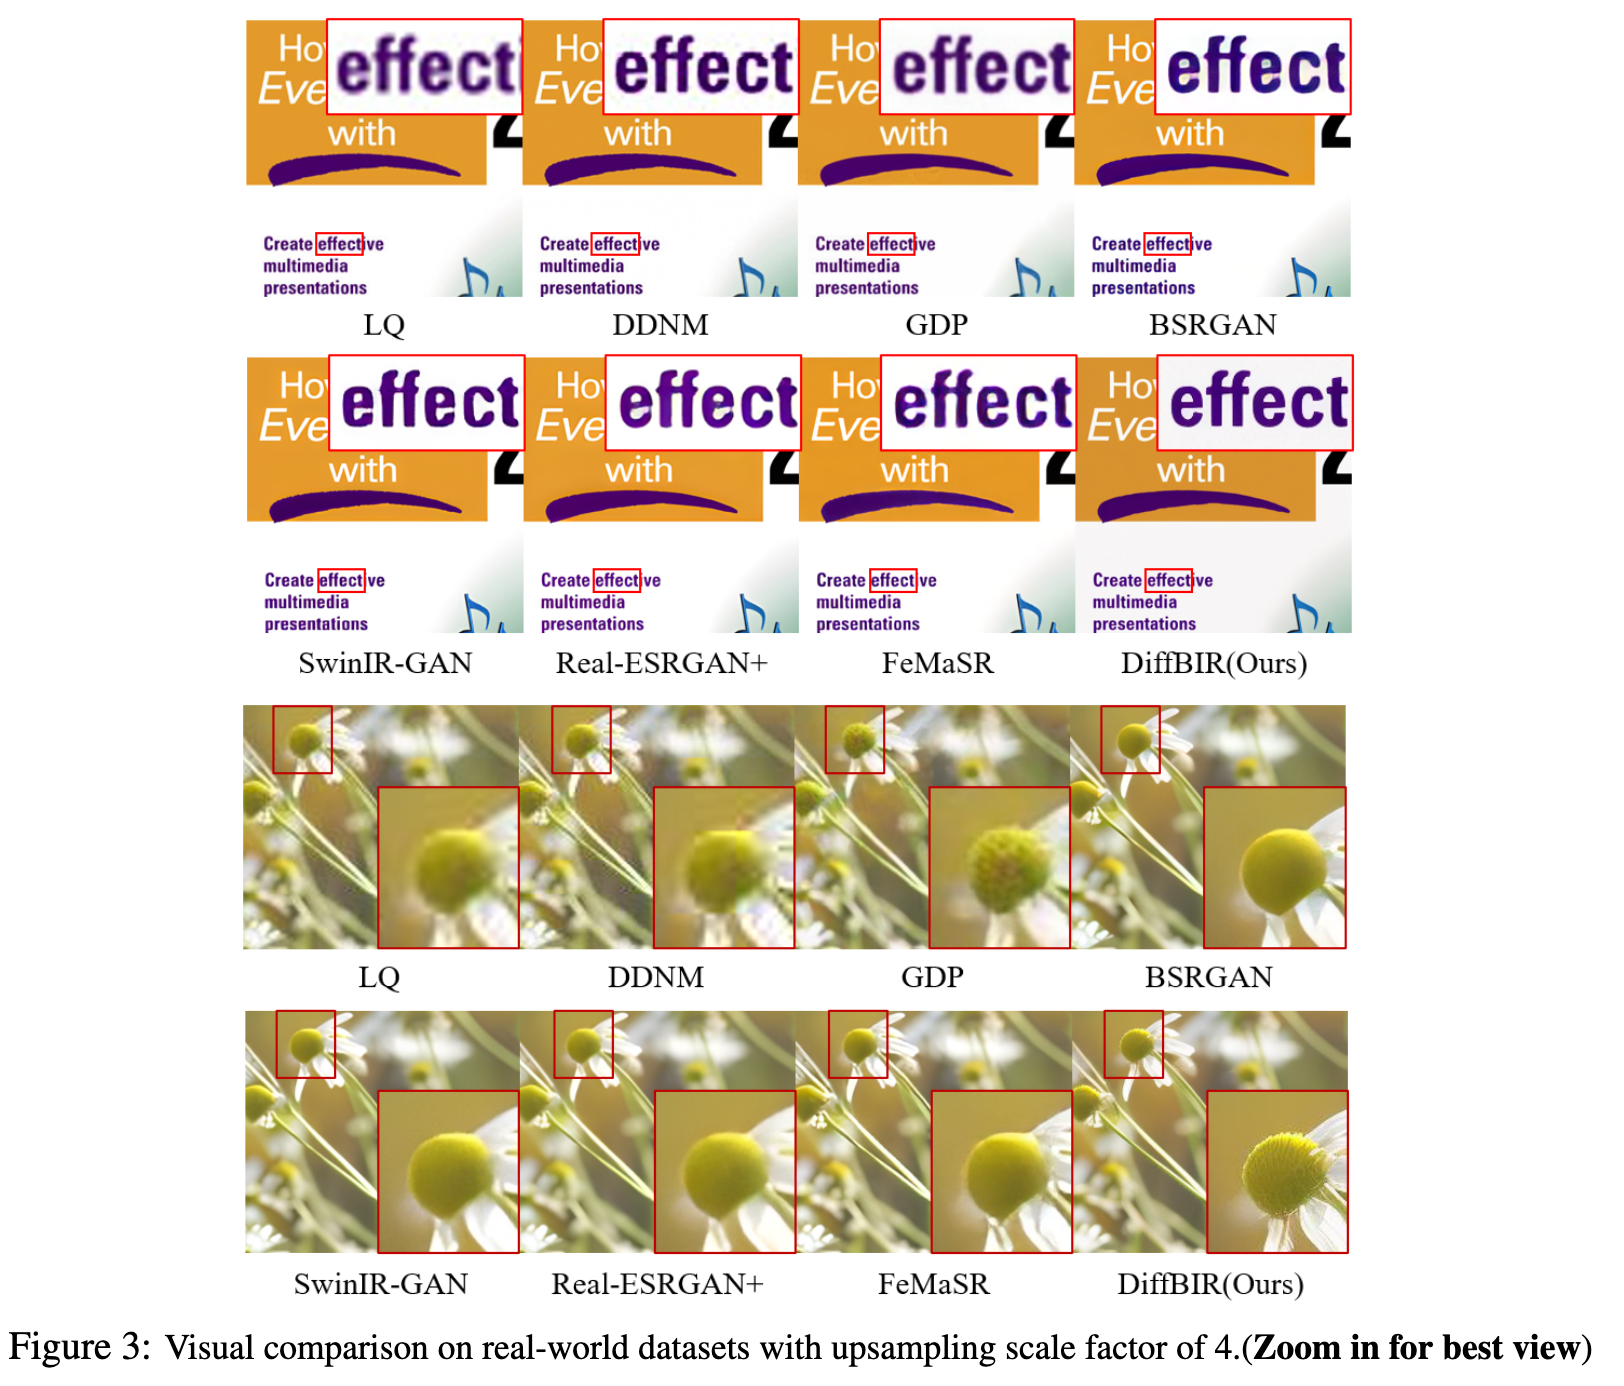 Ho effecti Ho effect Ho effect Ho effect
Eve Eve Eve Eve
with with with with
Create effective Create effective Create effective Create effective
multimedia multimedia multimedia multimedia
presentations presentations presentations presentations
LQ DDNM GDP BSRGAN
Ho effect Ho effect Ho effect Ho effect
Eve Eve Eve Eve
with with with with
Create effective Create effective Create effective Create effective
multimedia multimedia multimedia multimedia
presentations presentations presentations presentations
SwinIR-GAN Real-ESRGAN+ FeMaSR DiffBIR(Ours)
LQ DDNM GDP BSRGAN
SwinIR-GAN Real-ESRGAN+ FeMaSR DiffBIR(Ours)
Figure 3: Visual comparison on real-world datasets with upsampling scale factor of 4.(Zoom in for best view)